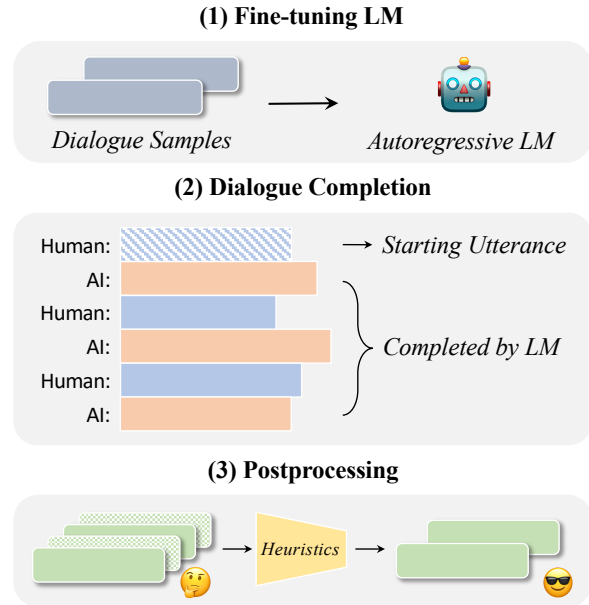 (1) Fine-tuning LM
Dialogue Samples
Autoregressive LM
(2) Dialogue Completion
Human:
Starting Utterance
AI:
Human:
AI:
Completed by LM
Human:
AI:
(3) Postprocessing
Heuristics